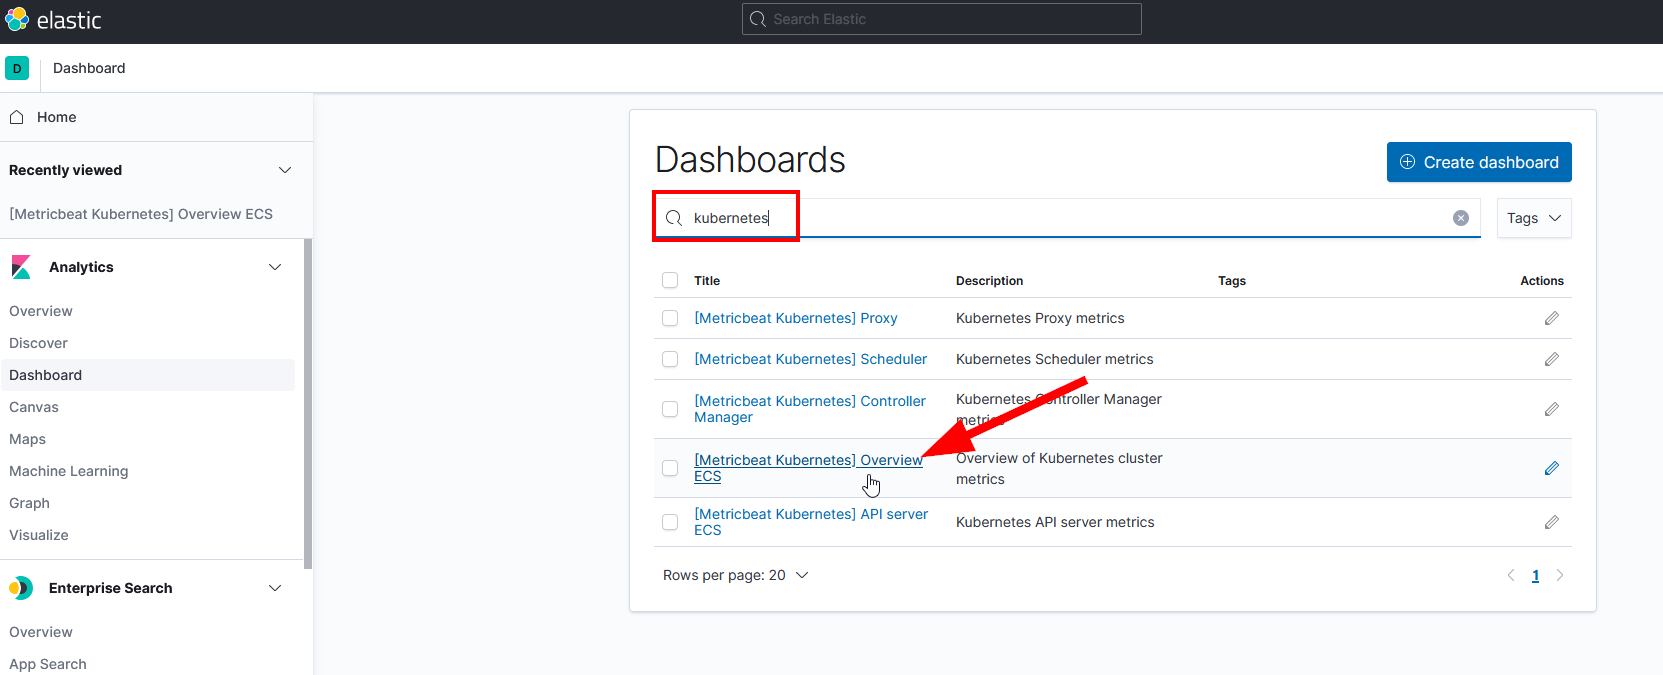 elastic
Search Elastic
D
Dashboard
Home
Recently viewed
[Metricbeat Kubernetes] Overview ECS
Analytics
Overview
Discover
Dashboard
Canvas
Maps
Machine Learning
Graph
Visualize
Enterprise Search
Overview
App Search
Dashboards
Create dashboard
kubernetes
Tags
Title Description Tags Actions
[Metricbeat Kubernetes] Proxy
Kubernetes Proxy metrics
[Metricbeat Kubernetes] Scheduler
Kubernetes Scheduler metrics
[Metricbeat Kubernetes] Controller
Manager
Kubernetes Controller Manager
metrics
[Metricbeat Kubernetes] Overview
ECS
Overview of Kubernetes cluster
metrics
[Metricbeat Kubernetes] API server
ECS
Kubernetes API server metrics
Rows per page: 20
1